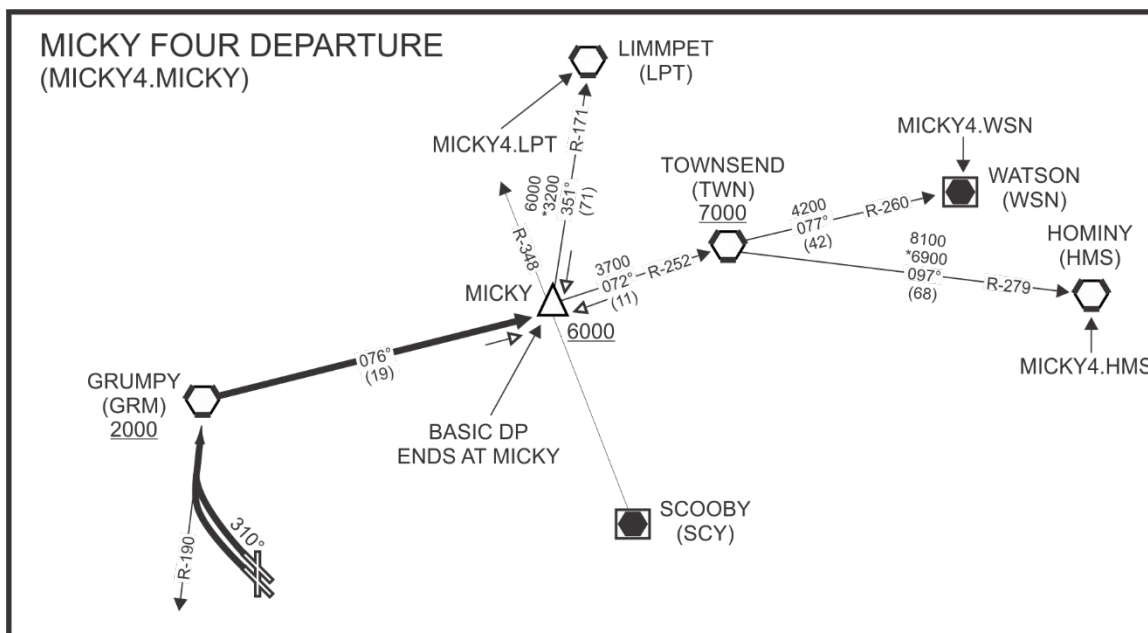 MICKY FOUR DEPARTURE
(MICKY4.MICKY)
LIMMPET
(LPT)
MICKY4.LPT
R-171
6000
*3200
351°
(71)
R-348
MICKY
6000
3700
072°
(11)
R-252
TOWNSEND
(TWN)
7000
4200
077°
(42)
R-260
MICKY4.WSN
WATSON
(WSN)
8100
*6900
097°
(68)
R-279
HOMINY
(HMS)
MICKY4.HMS
076°
(19)
GRUMPY
(GRM)
2000
BASIC DP
ENDS AT MICKY
SCOOBY
(SCY)
310°
R-190